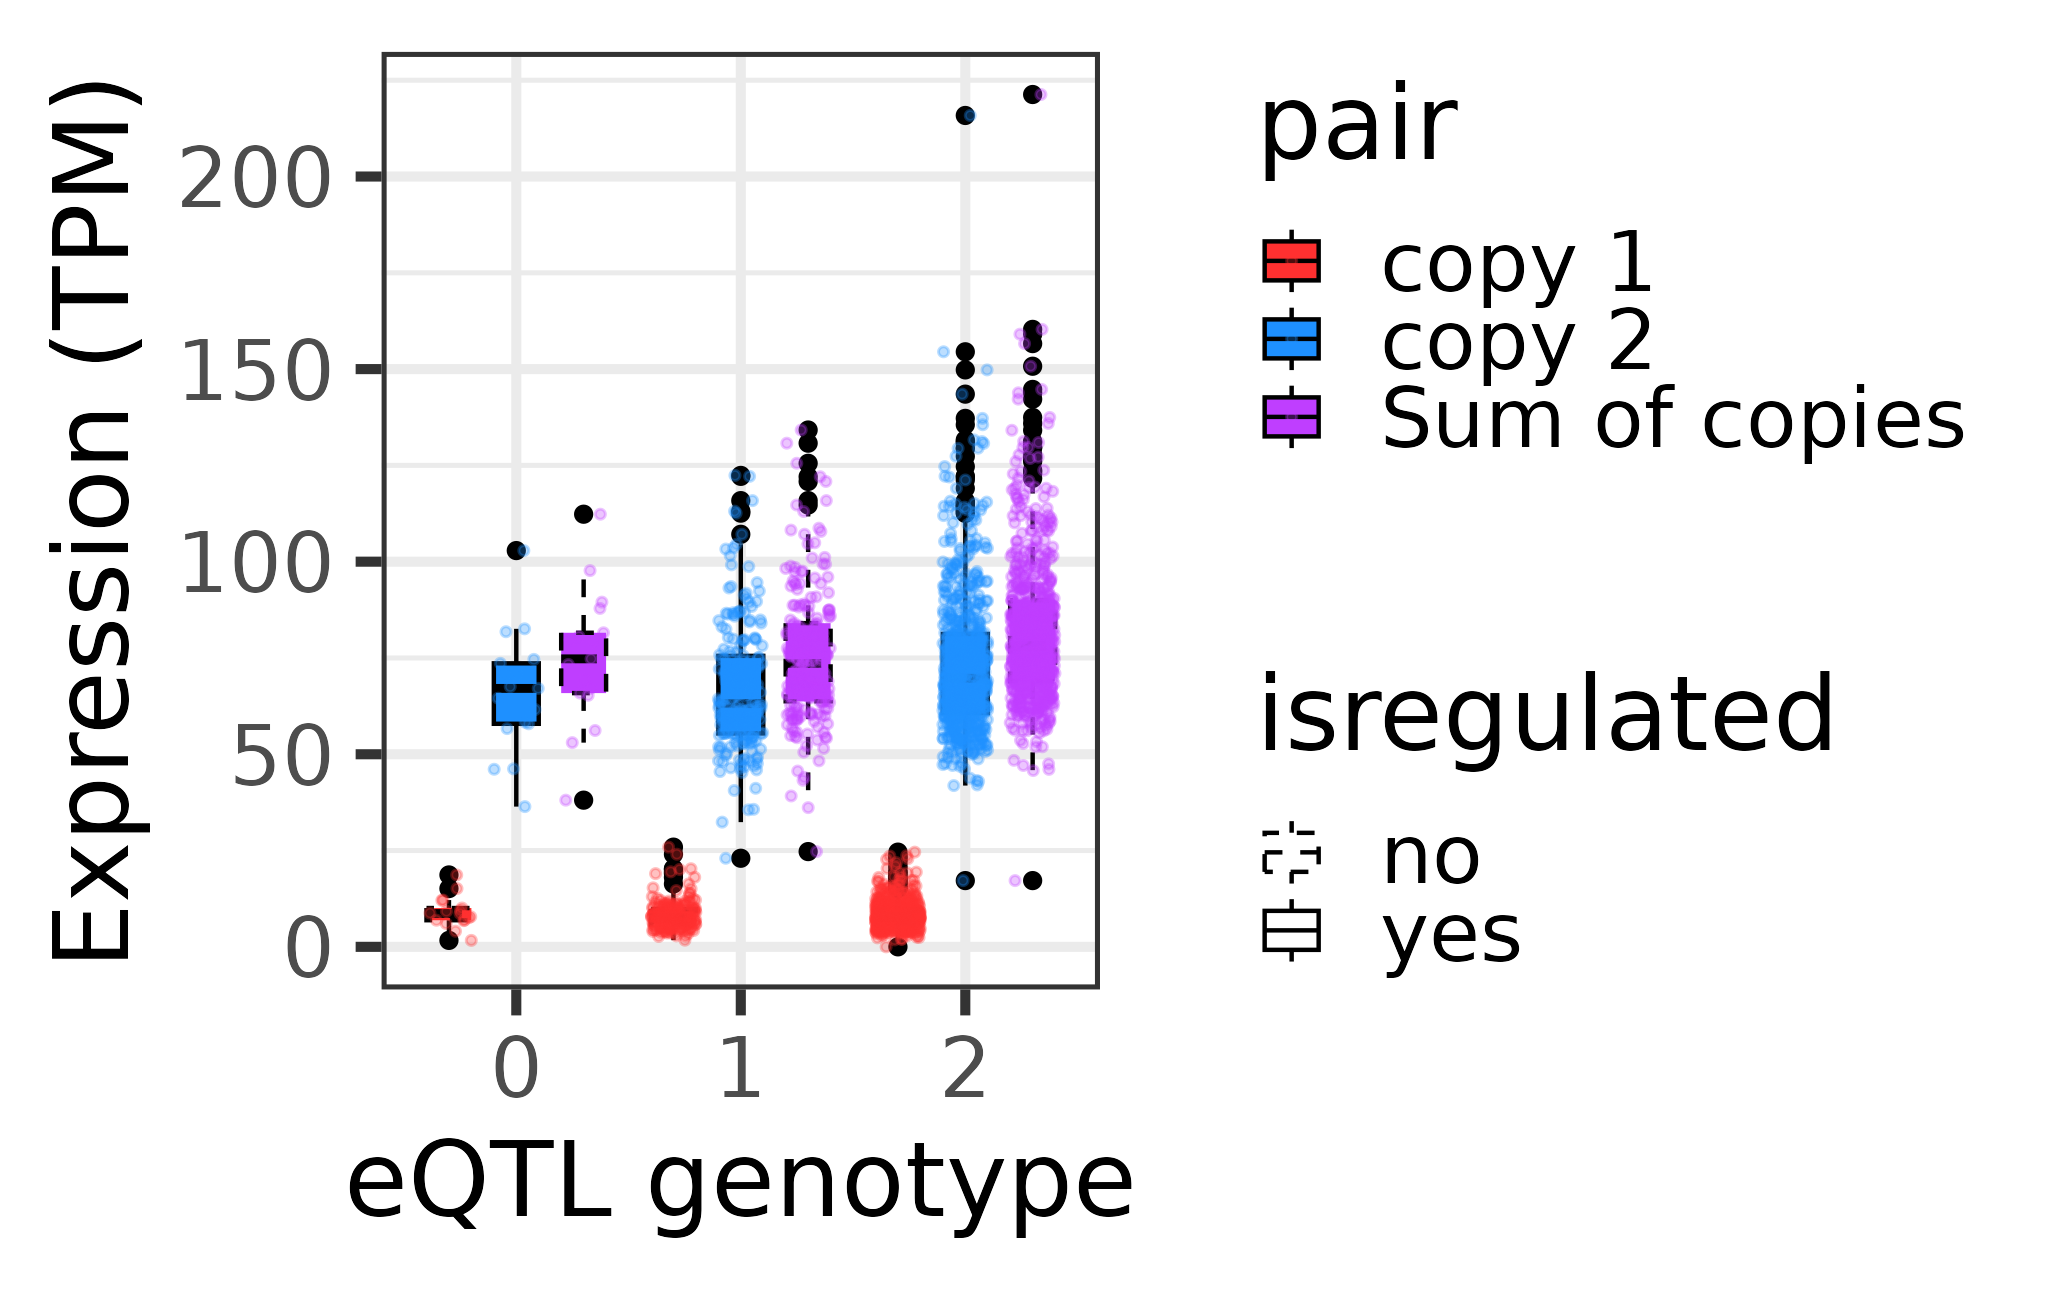 Expression (TPM)
200
150
100
50
0
0 1 2
eQTL genotype
pair
copy 1
copy 2
Sum of copies
isregulated
no
yes